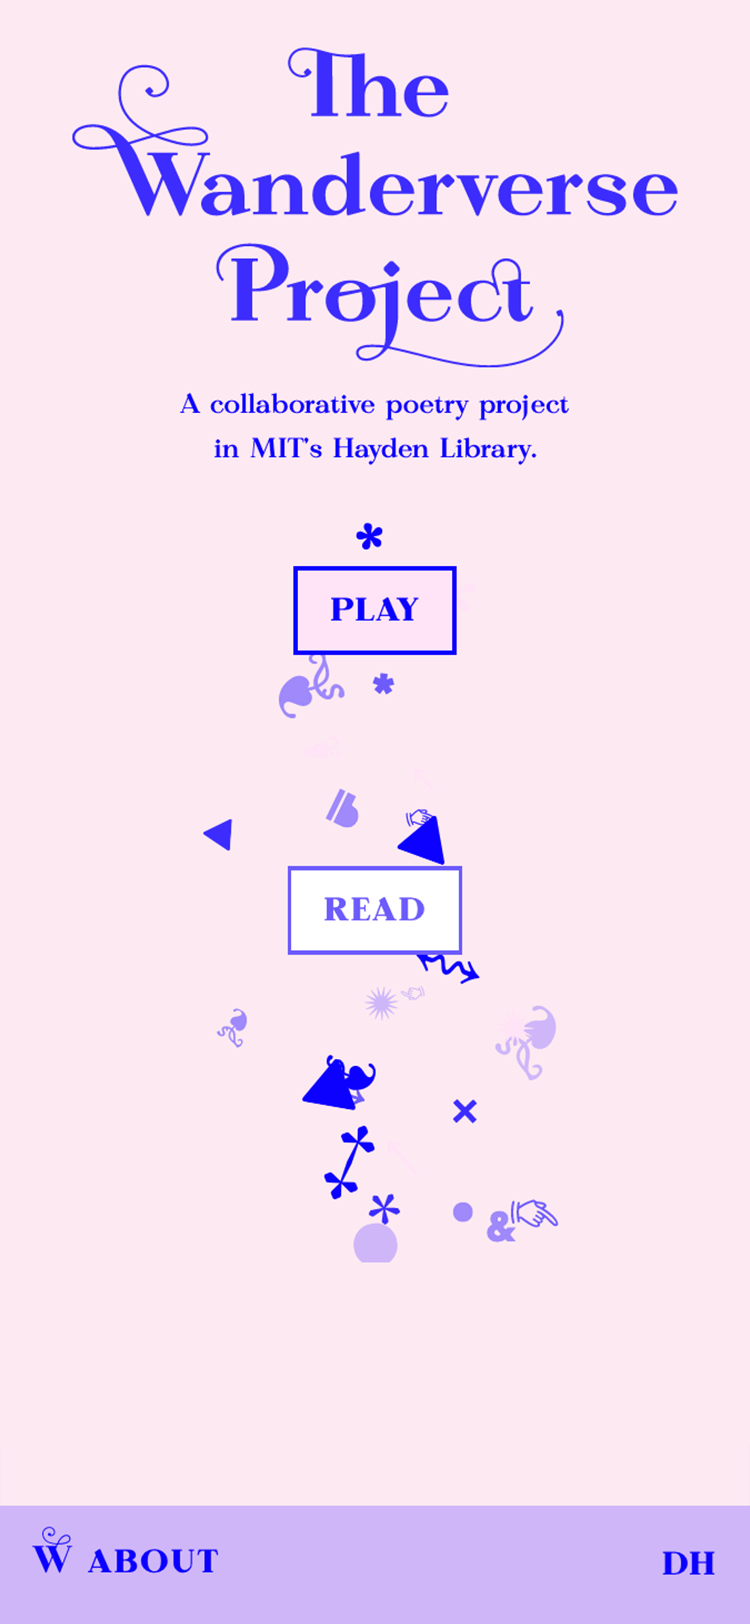 The
Wanderverse
Project
A collaborative poetry project
in MIT's Hayden Library.
*
PLAY
*
READ
&
W ABOUT
DH